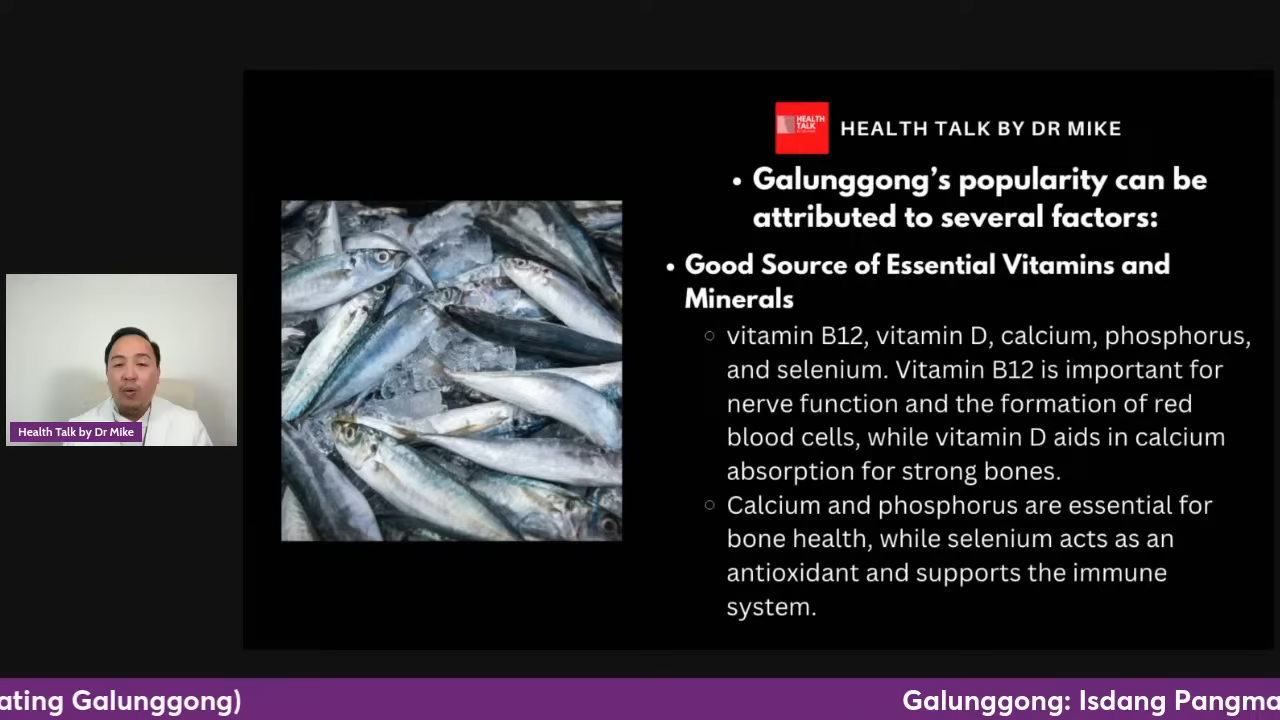 HEALTH
TALK
HEALTH TALK BY DR MIKE
• Galunggong’s popularity can be
attributed to several factors:
• Good Source of Essential Vitamins and
Minerals
○ vitamin B12, vitamin D, calcium, phosphorus,
and selenium. Vitamin B12 is important for
nerve function and the formation of red
blood cells, while vitamin D aids in calcium
absorption for strong bones.
○ Calcium and phosphorus are essential for
bone health, while selenium acts as an
antioxidant and supports the immune
system.
Health Talk by Dr Mike
ating Galunggong)
Galunggong: Isdang Pangma